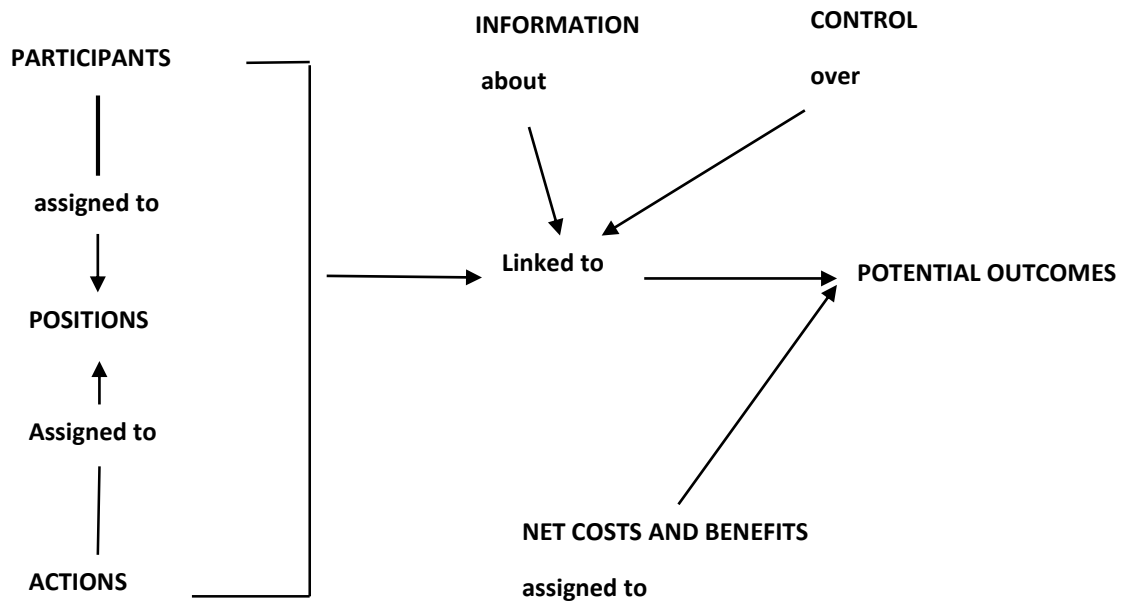 INFORMATION
about
CONTROL
over
PARTICIPANTS
assigned to
POSITIONS
Assigned to
ACTIONS
Linked to
POTENTIAL OUTCOMES
NET COSTS AND BENEFITS
assigned to